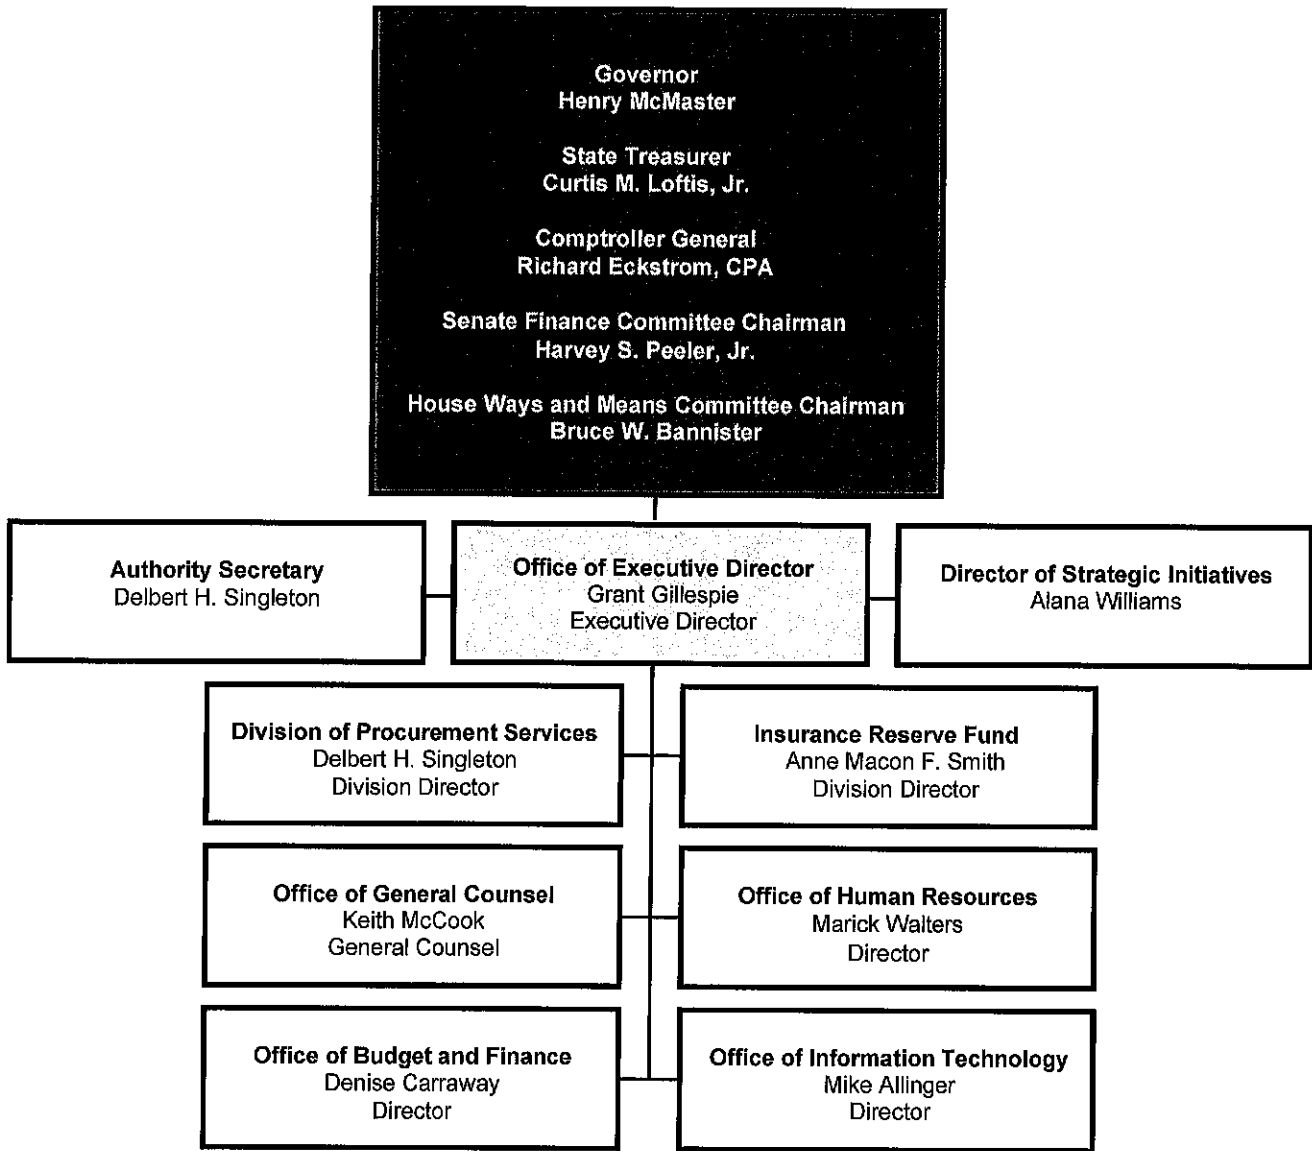 Governor
Henry McMaster
State Treasurer
Curtis M. Loftis, Jr.
Comptroller General
Richard Eckstrom, CPA
Senate Finance Committee Chairman
Harvey S. Peeler, Jr.
House Ways and Means Committee Chairman
Bruce W. Bannister
Authority Secretary
Delbert H. Singleton
Office of Executive Director
Grant Gillespie
Executive Director
Director of Strategic Initiatives
Alana Williams
Division of Procurement Services
Delbert H. Singleton
Division Director
Insurance Reserve Fund
Anne Macon F. Smith
Division Director
Office of General Counsel
Keith McCook
General Counsel
Office of Human Resources
Marick Walters
Director
Office of Budget and Finance
Denise Carraway
Director
Office of Information Technology
Mike Allinger
Director